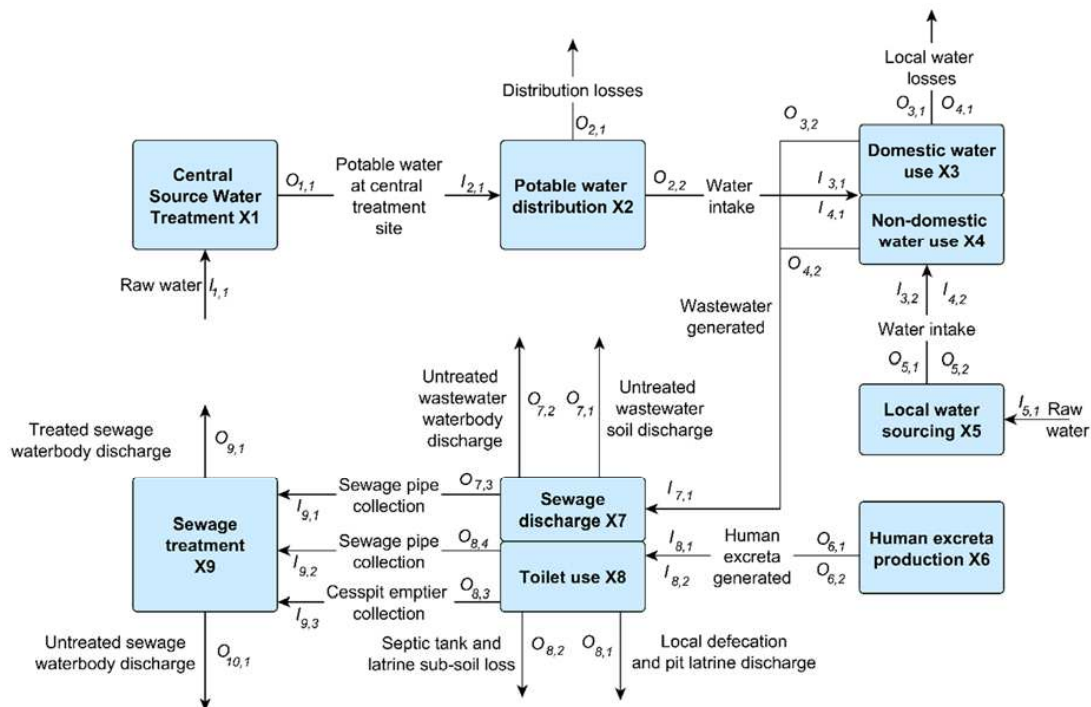 Local water
losses
O3,1 O4,1
Distribution losses
O2,1
O3,2
Central
Source Water
Treatment X1
O1,1
Potable water
at central
treatment
site
I2,1
Potable water
distribution X2
O2,2
Water
intake
I3,1
I4,1
Domestic water
use X3
Non-domestic
water use X4
O4,2
Raw water
I1,1
I3,2 I4,2
Water intake
O5,1 O5,2
Wastewater
generated
Local water
sourcing X5
I5,1
Raw
water
Untreated
wastewater
waterbody
discharge
O7,2
O7,1
Untreated
wastewater
soil discharge
Treated sewage
waterbody discharge
O9,1
Sewage
treatment
X9
I9,1
Sewage pipe
collection
O7,3
Sewage
discharge X7
I7,1
I9,2
Sewage pipe
collection
O8,4
Toilet use X8
I8,1
I8,2
Human
excreta
generated
O6,1
O6,2
Human excreta
production X6
I9,3
Cesspit emptier
collection
O8,3
Untreated sewage
waterbody discharge
O10,1
Septic tank and
latrine sub-soil loss
O8,2
O8,1
Local defecation
and pit latrine discharge